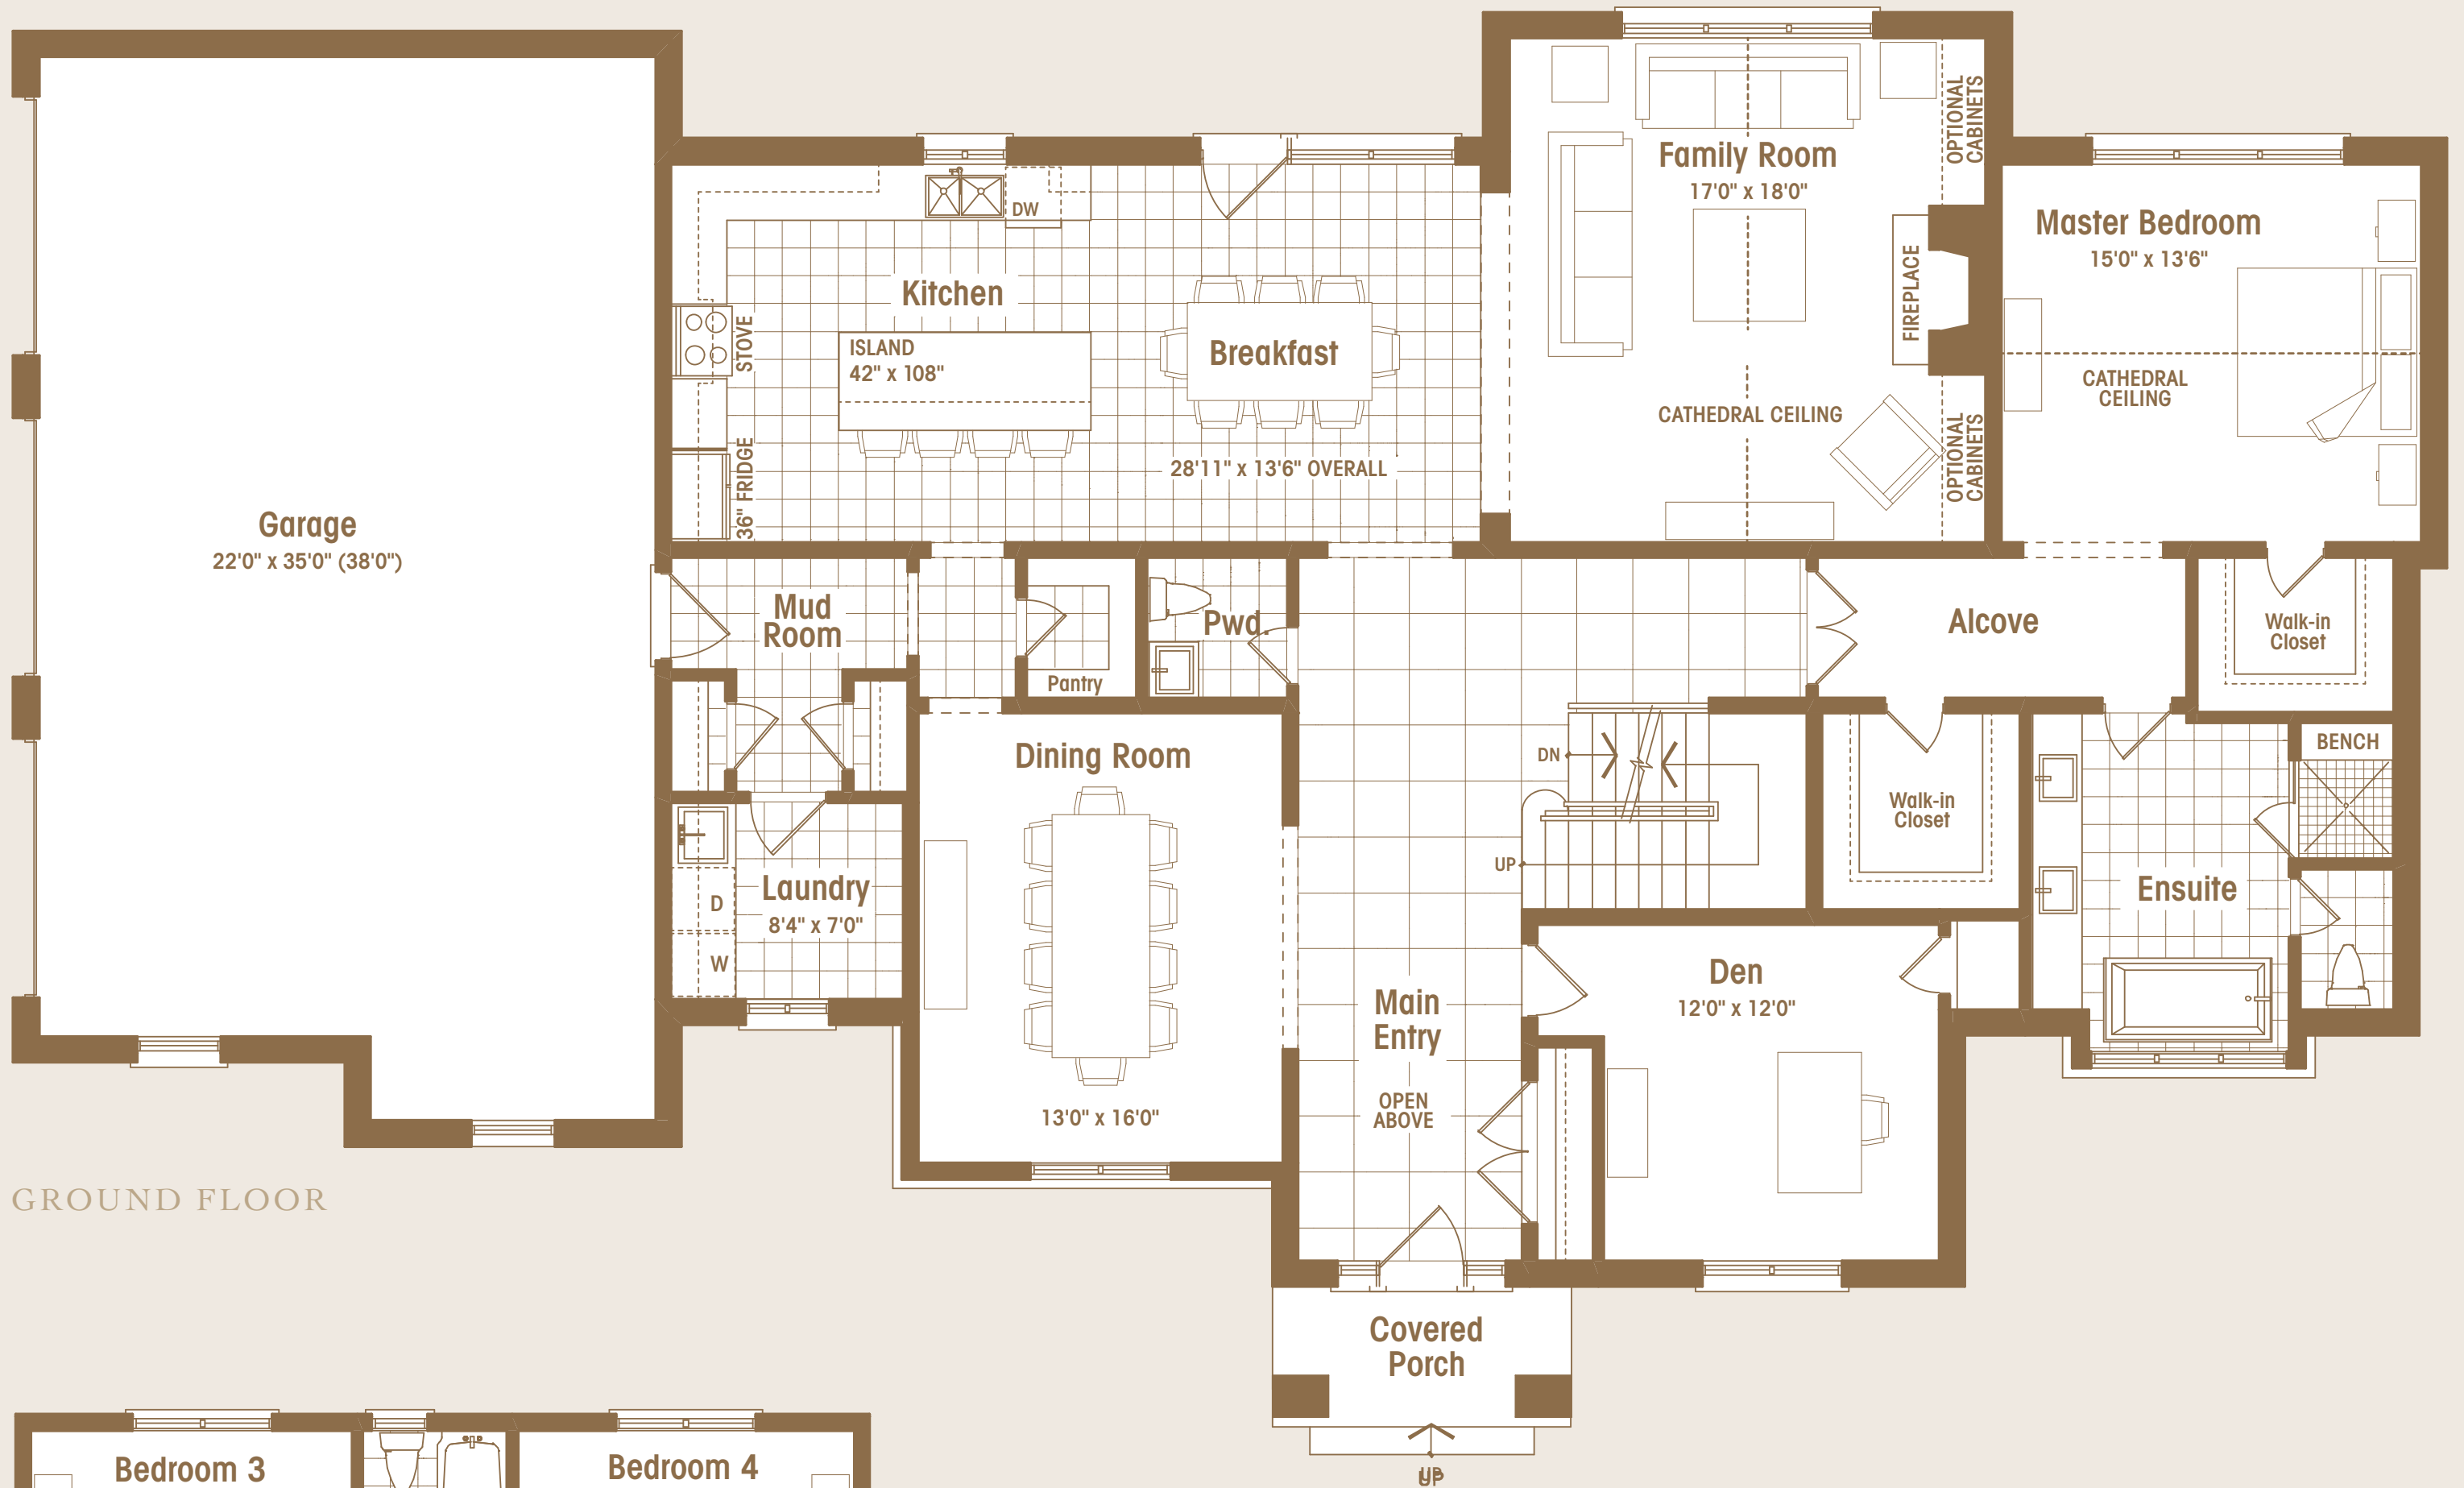 Garage
22'0" x 35'0" (38'0")
Kitchen
DW
STOVE
36" FRIDGE
ISLAND
42" x 108"
Breakfast
28'11" x 13'6" OVERALL
Family Room
17'0" x 18'0"
OPTIONAL
CABINETS
FIREPLACE
CATHEDRAL CEILING
OPTIONAL
CABINETS
Master Bedroom
15'0" x 13'6"
CATHEDRAL
CEILING
Mud
Room
Pantry
Pwd.
Alcove
Walk-in
Closet
Dining Room
13'0" x 16'0"
DN
UP
Walk-in
Closet
BENCH
Ensuite
Laundry
8'4" x 7'0"
D
W
Main
Entry
OPEN
ABOVE
Den
12'0" x 12'0"
GROUND FLOOR
Covered
Porch
UP
UP
Bedroom 3
Bedroom 4